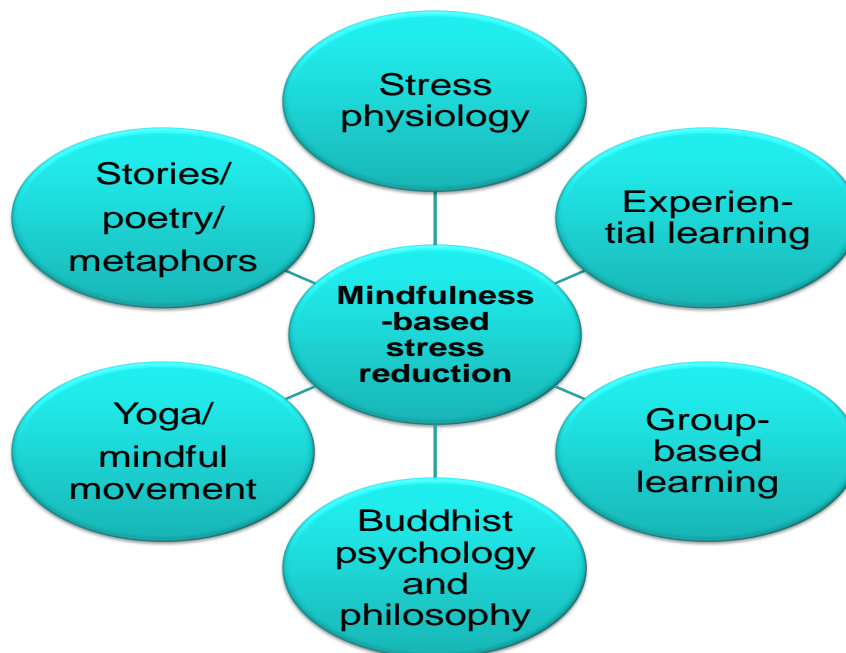 Stress
physiology
Experien-
tial learning
Group-
based
learning
Buddhist
psychology
and
philosophy
Yoga/
mindful
movement
Stories/
poetry/
metaphors
Mindfulness
-based
stress
reduction